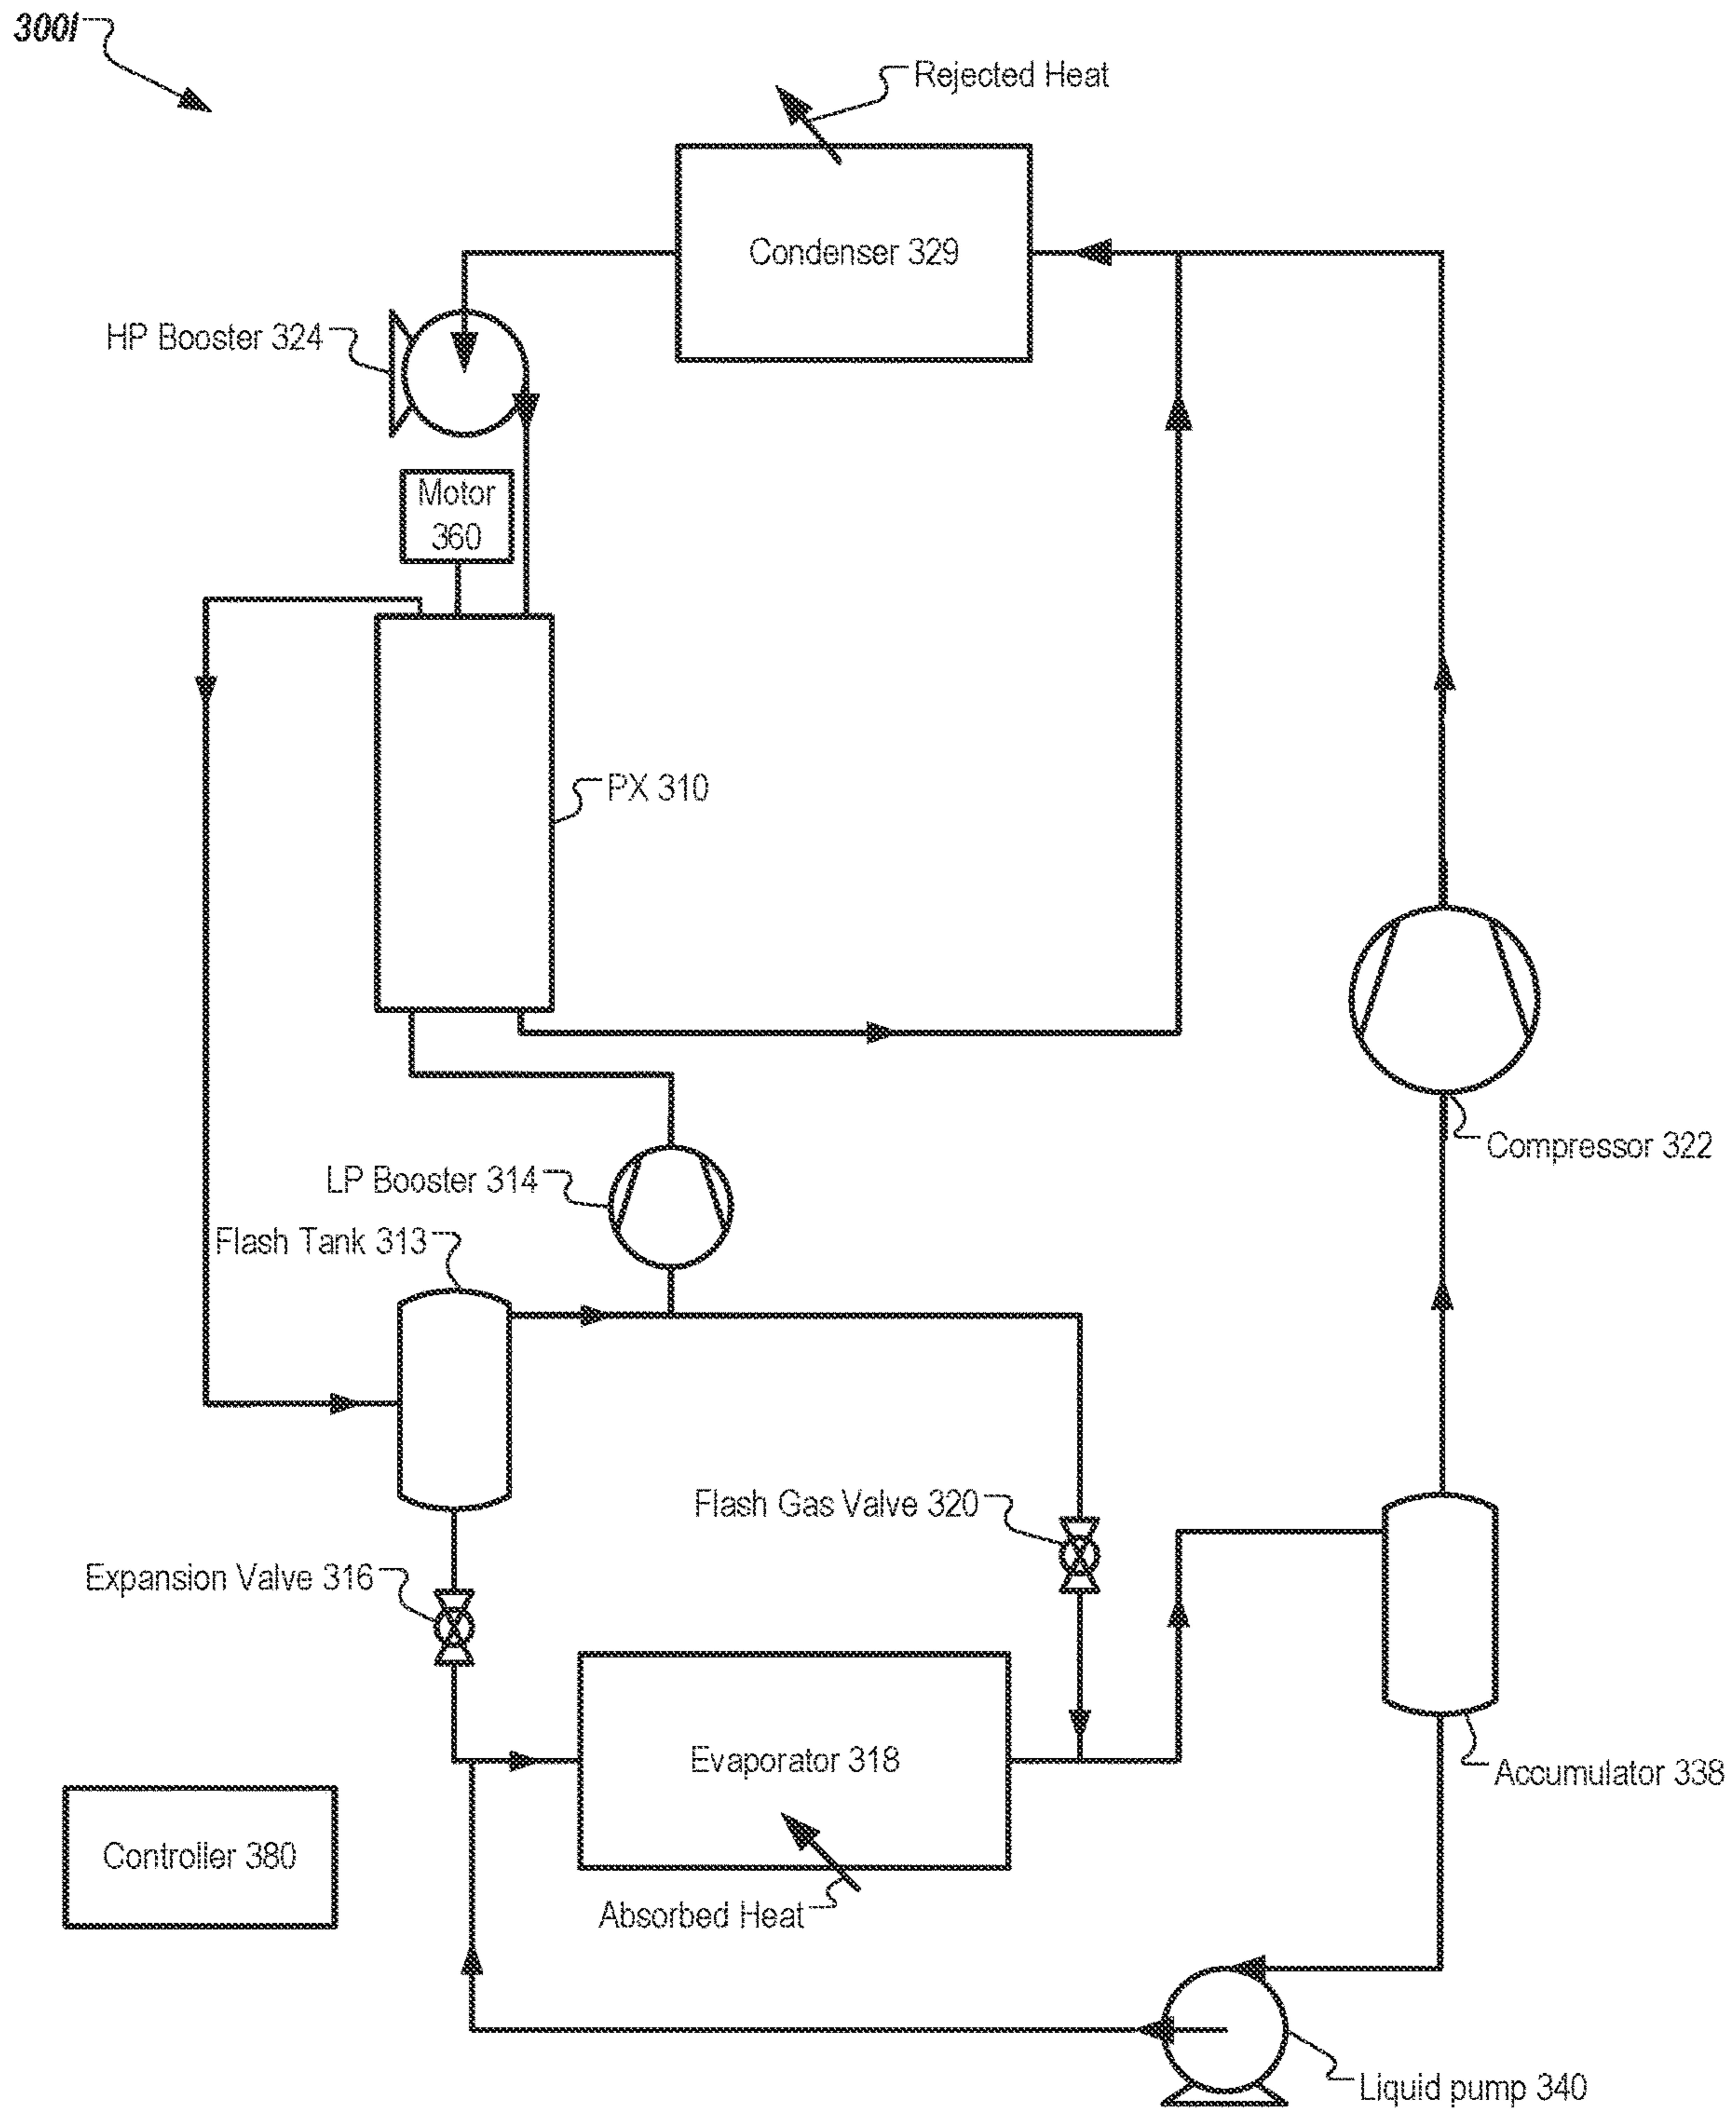 300I
Rejected Heat
Condenser 329
HP Booster 324
Motor
360
PX 310
Compressor 322
LP Booster 314
Flash Tank 313
Flash Gas Valve 320
Expansion Valve 316
Evaporator 318
Accumulator 338
Controller 380
Absorbed Heat
Liquid pump 340